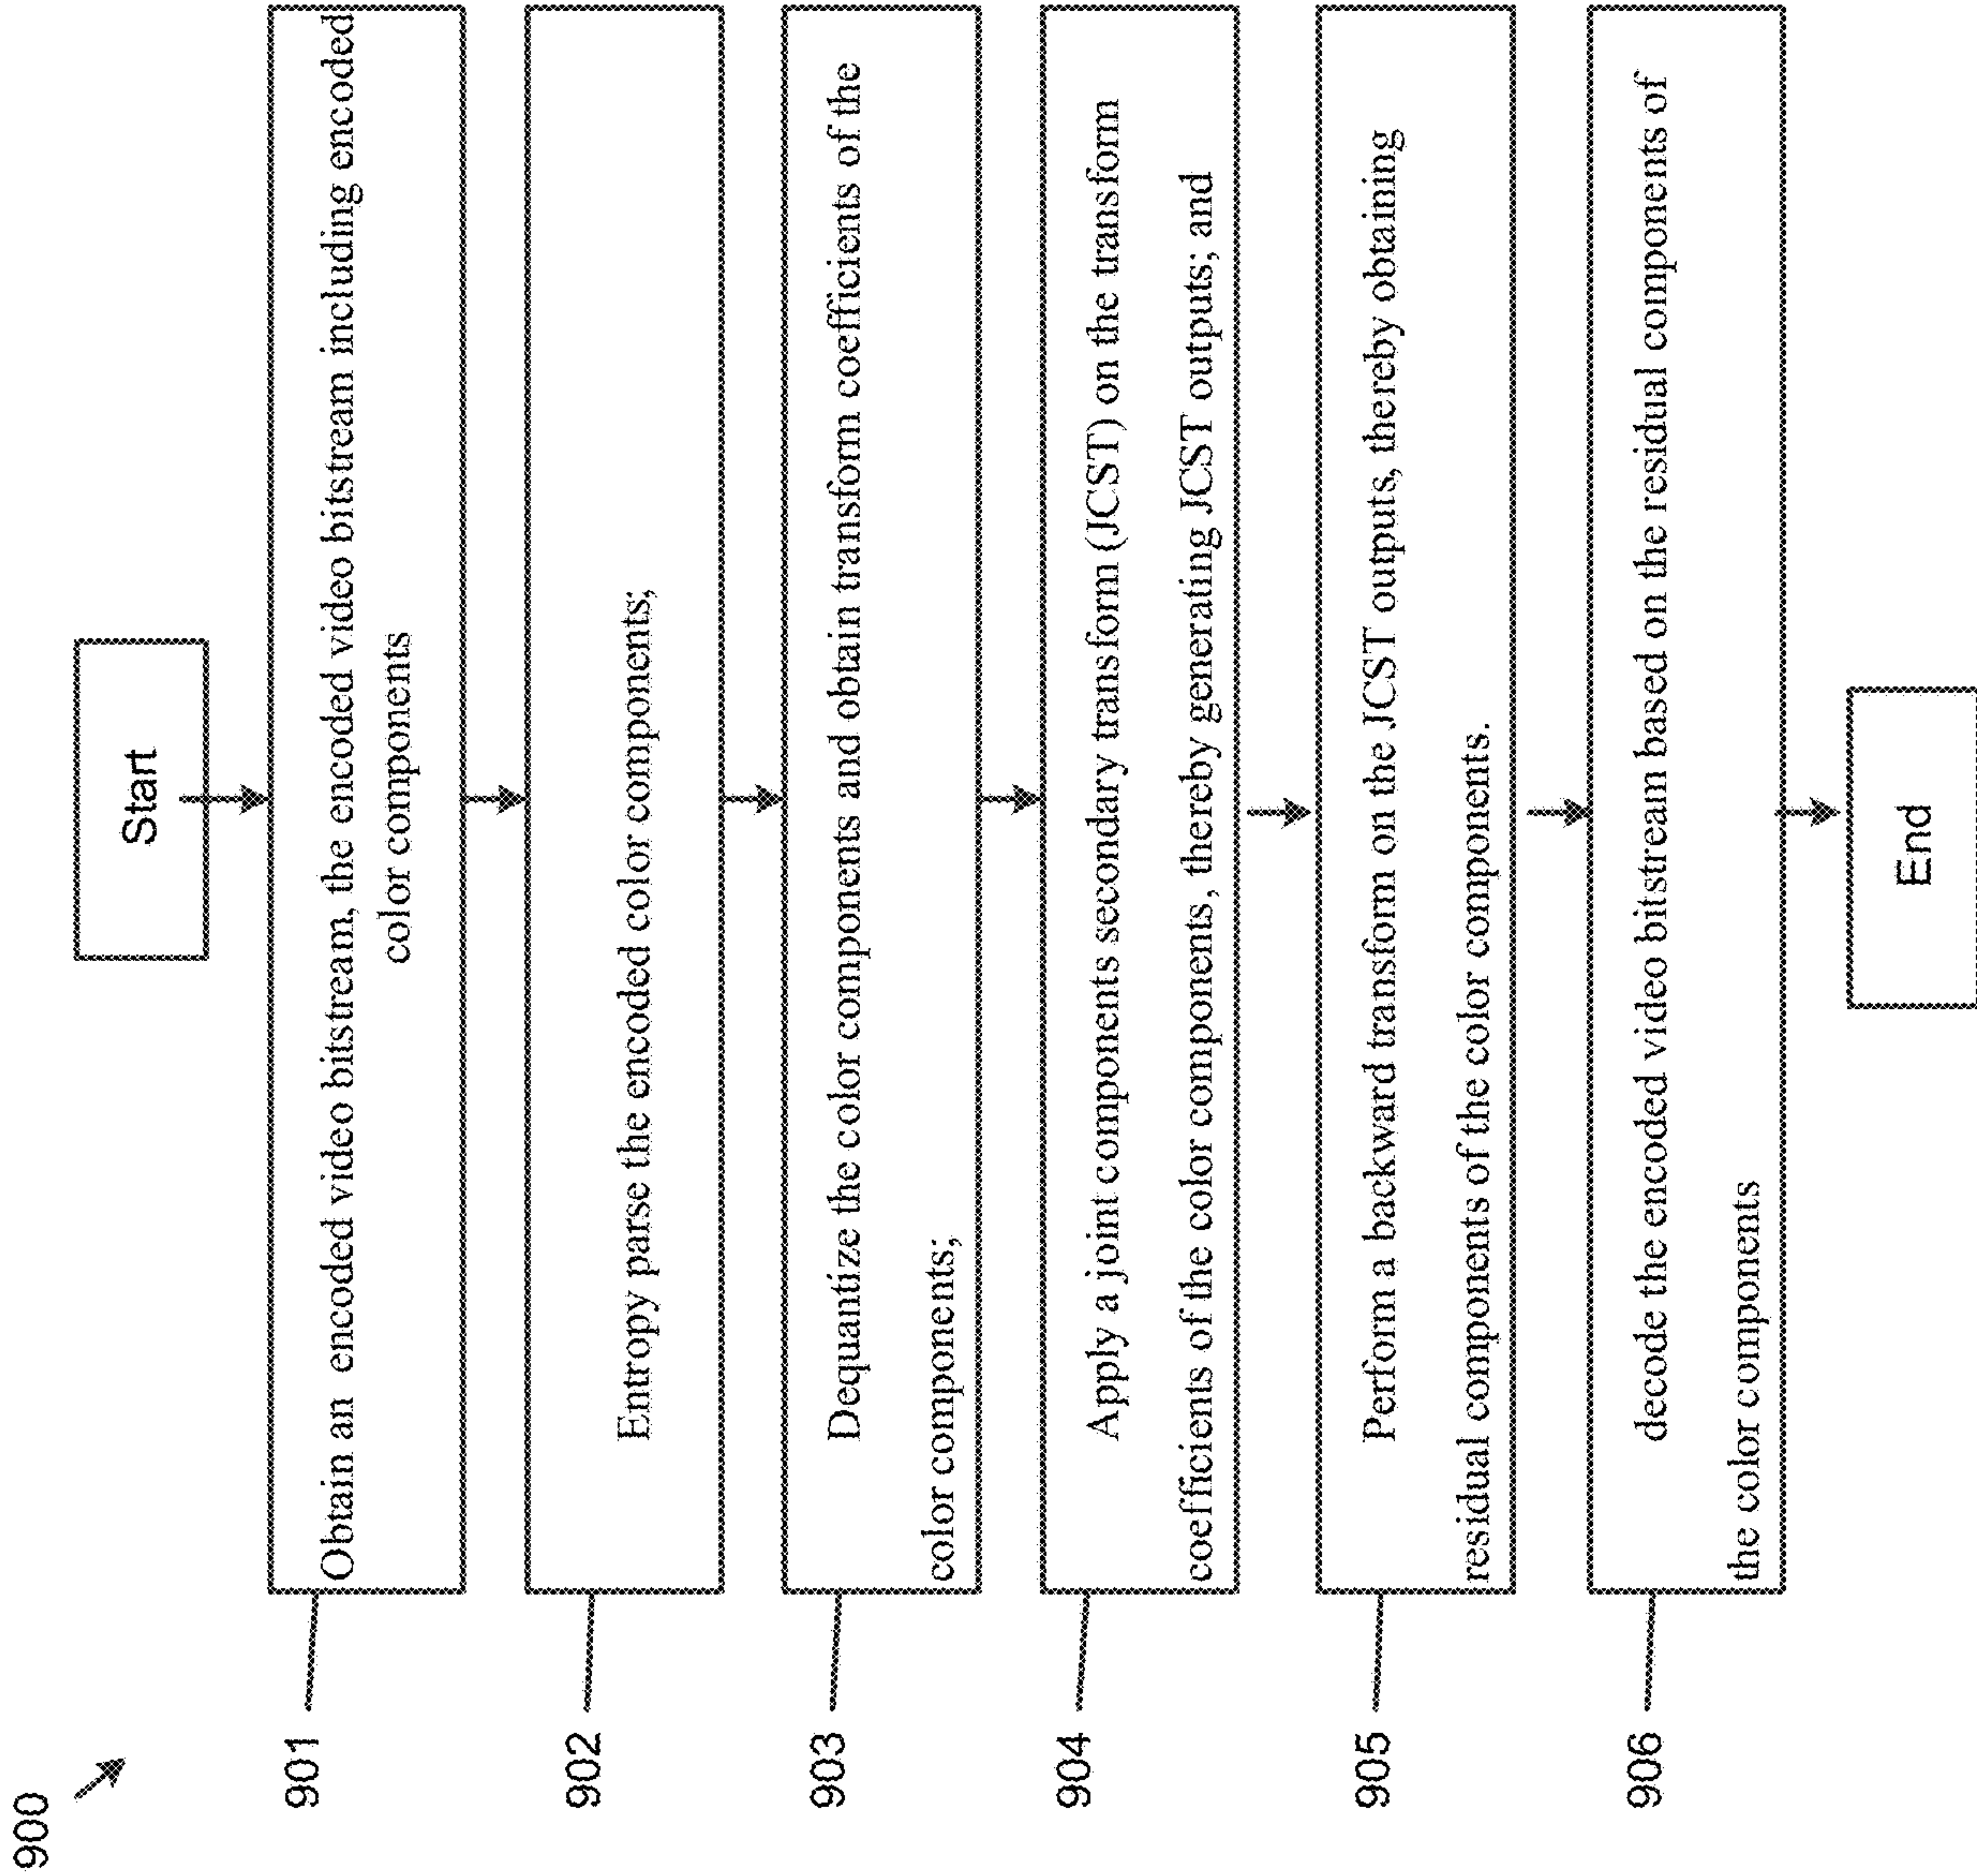 900
Start
901
Obtain an encoded video bitstream, the encoded video bitstream including encoded
color components
902
Entropy parse the encoded color components;
903
Dequantize the color components and obtain transform coefficients of the
color components;
904
Apply a joint components secondary transform (JCST) on the transform
coefficients of the color components, thereby generating JCST outputs; and
905
Perform a backward transform on the JCST outputs, thereby obtaining
residual components of the color components.
906
decode the encoded video bitstream based on the residual components of
the color components
End